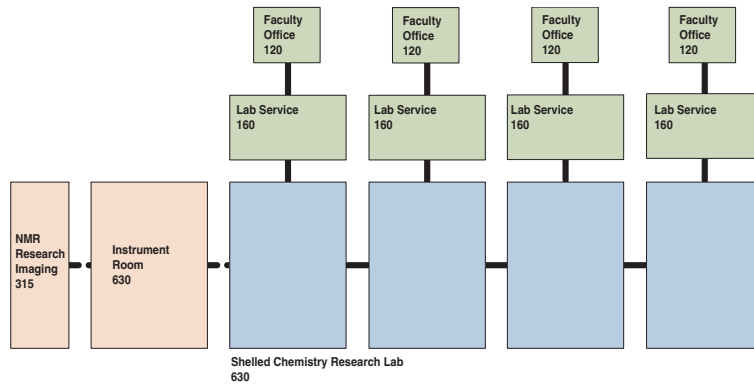 Faculty
Office
120
Faculty
Office
120
Faculty
Office
120
Faculty
Office
120
Lab Service
160
Lab Service
160
Lab Service
160
Lab Service
160
NMR
Research
Imaging
315
Instrument
Room
630
Shelled Chemistry Research Lab
630